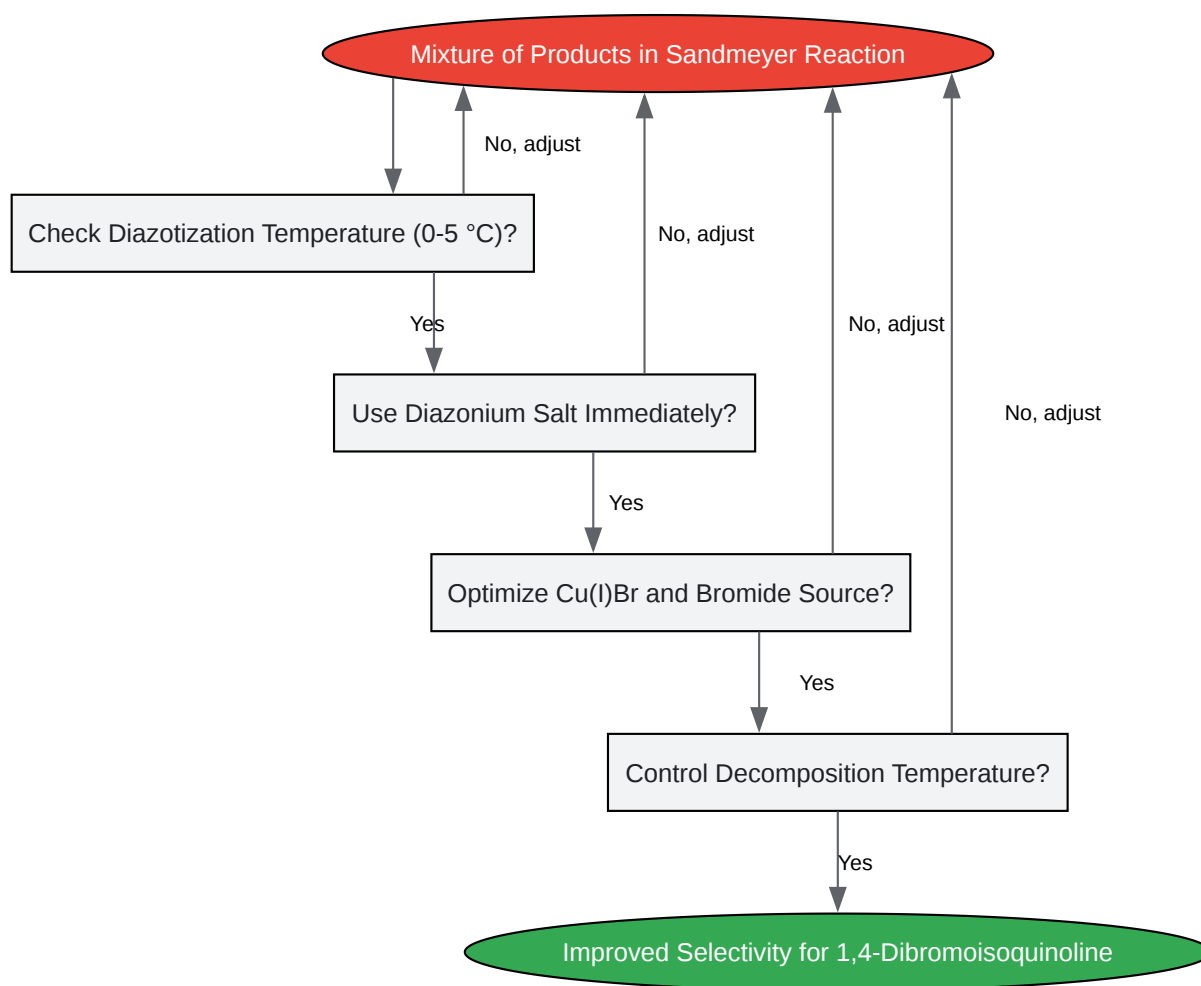 Mixture of Products in Sandmeyer Reaction
No, adjust
Check Diazotization Temperature (0-5 °C)?
No, adjust
Yes
No, adjust
Use Diazonium Salt Immediately?
No, adjust
Yes
Optimize Cu(I)Br and Bromide Source?
Yes
Control Decomposition Temperature?
Yes
Improved Selectivity for 1,4-Dibromoisoquinoline